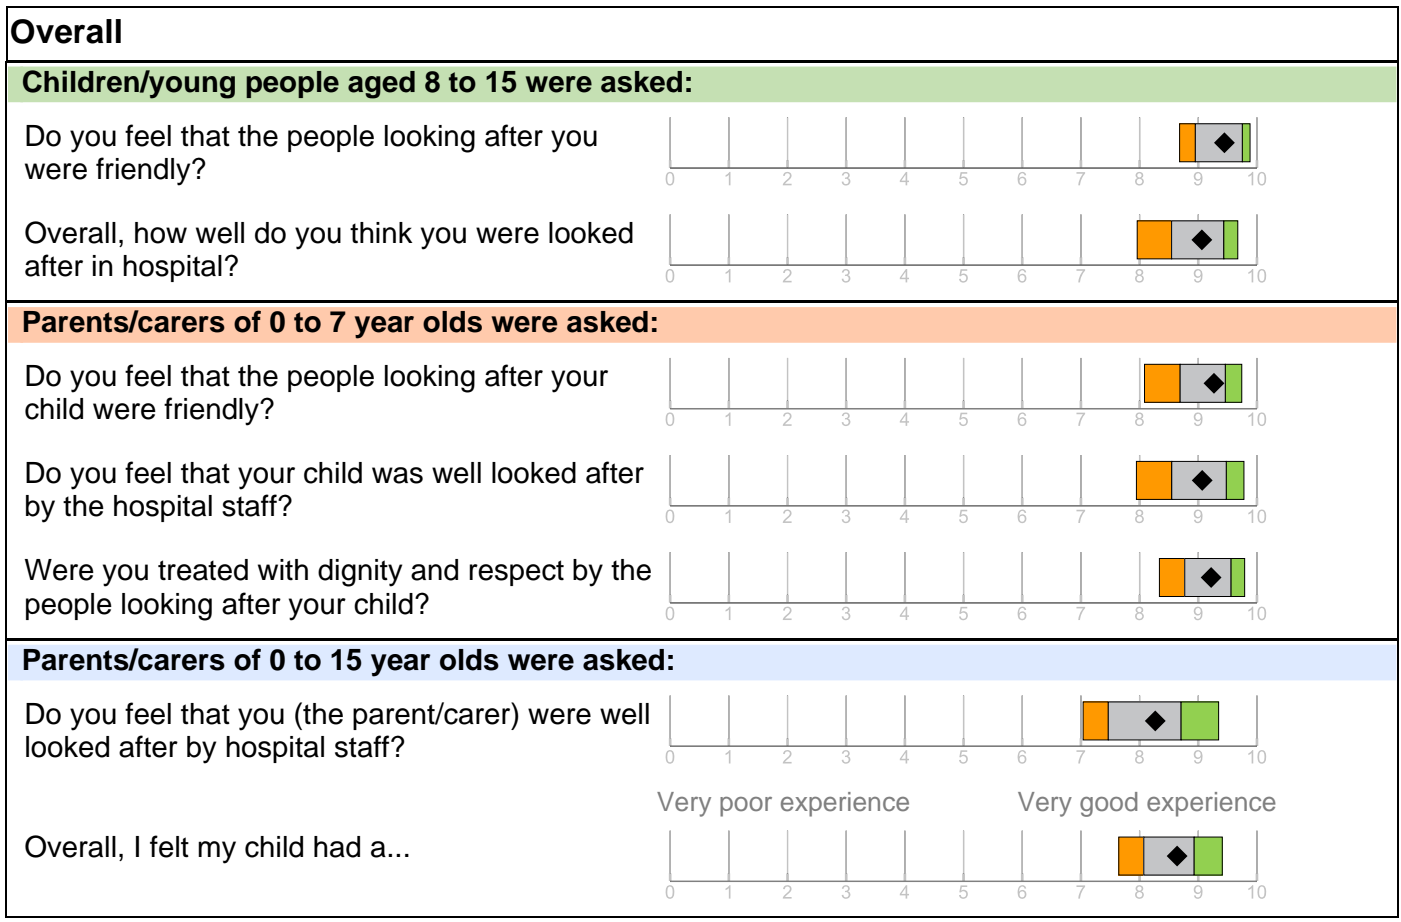 Overall
Children/young people aged 8 to 15 were asked:
Do you feel that the people looking after you
were friendly?
0 1 2 3 4 5 6 7 8 9 10
Overall, how well do you think you were looked
after in hospital?
0 1 2 3 4 5 6 7 8 9 10
Parents/carers of 0 to 7 year olds were asked:
Do you feel that the people looking after your
child were friendly?
0 1 2 3 4 5 6 7 8 9 10
Do you feel that your child was well looked after
by the hospital staff?
0 1 2 3 4 5 6 7 8 9 10
Were you treated with dignity and respect by the
people looking after your child?
0 1 2 3 4 5 6 7 8 9 10
Parents/carers of 0 to 15 year olds were asked:
Do you feel that you (the parent/carer) were well
looked after by hospital staff?
0 1 2 3 4 5 6 7 8 9 10
Very poor experience Very good experience
Overall, I felt my child had a...
0 1 2 3 4 5 6 7 8 9 10